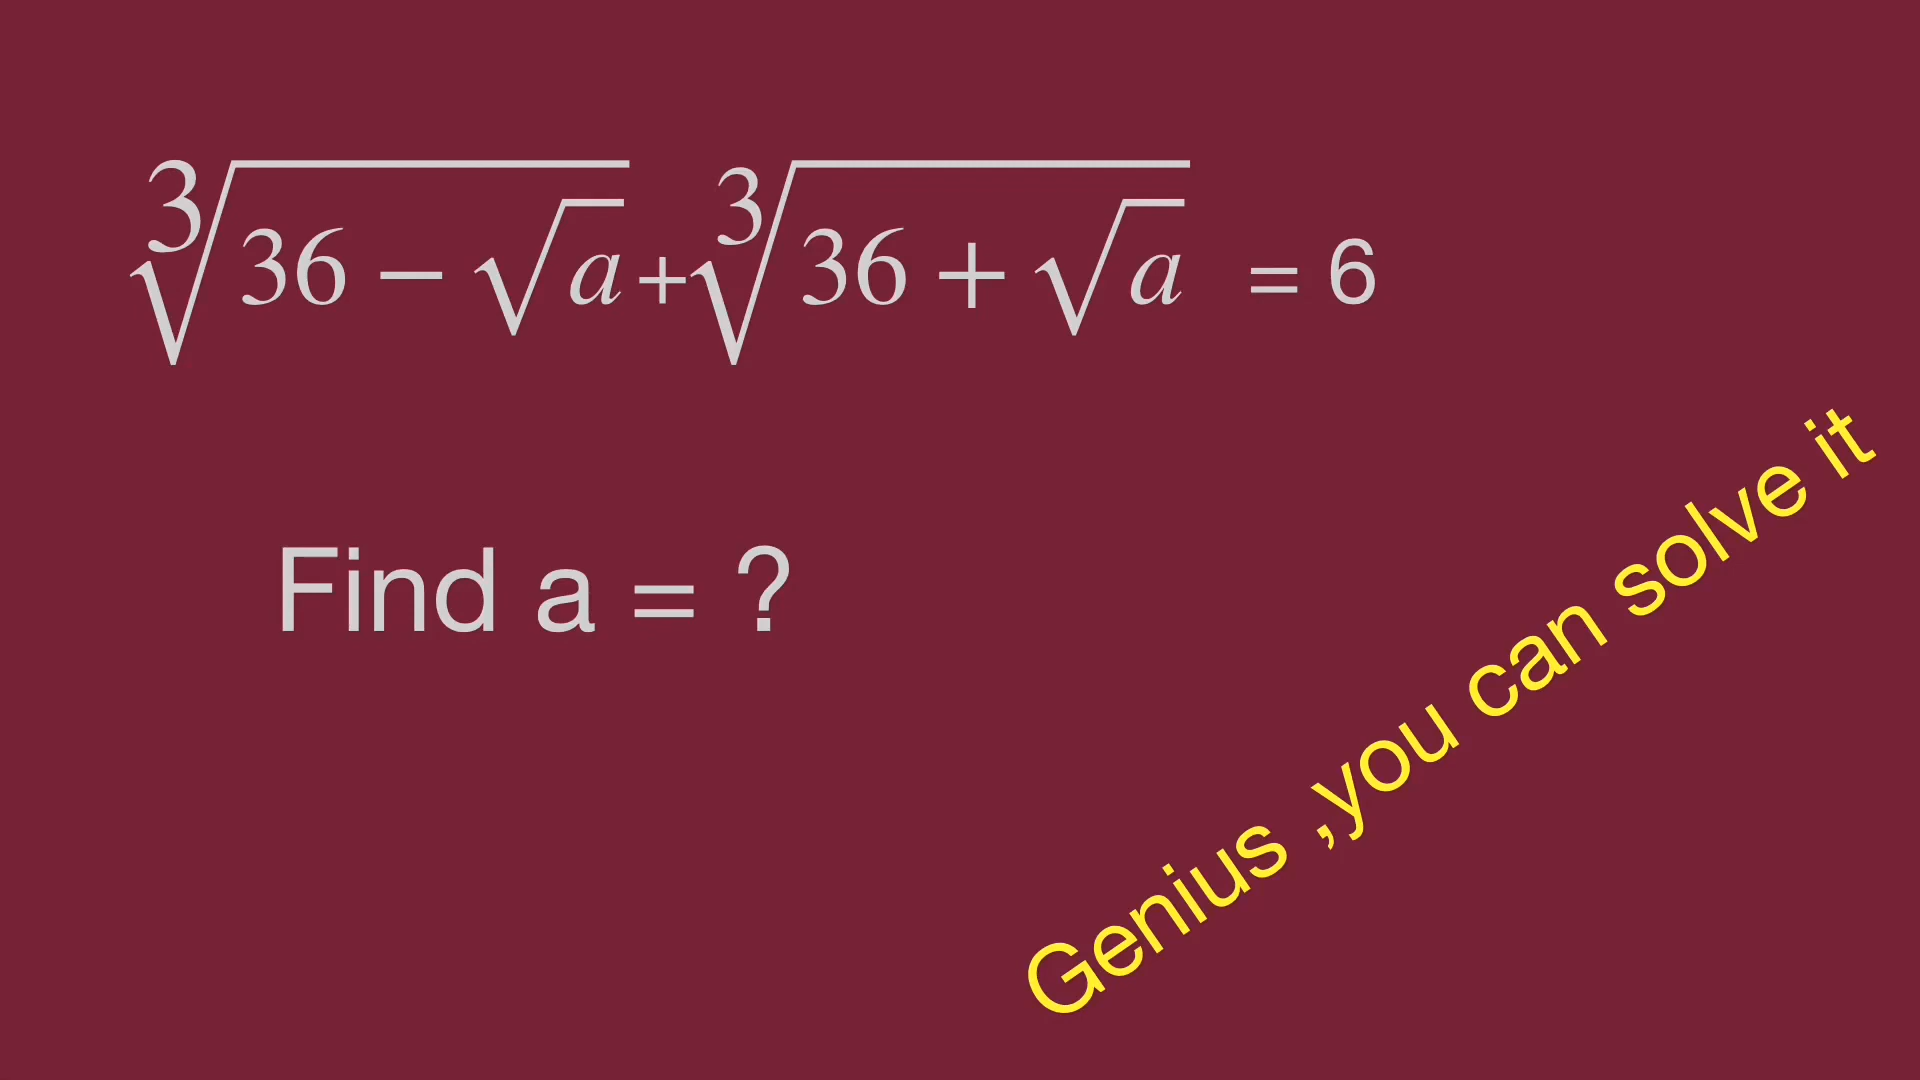 ∛(36 − √a) + ∛(36 + √a) = 6
Find a = ?
Genius ,you can solve it